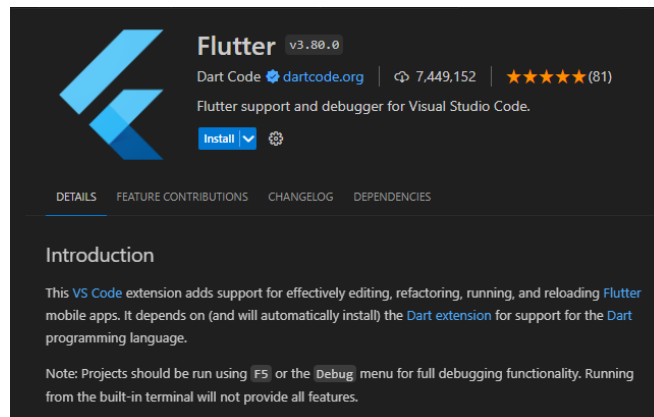 Flutter v3.80.0
Dart Code dartcode.org 7,449,152 (81)
Flutter support and debugger for Visual Studio Code.
Install
DETAILS FEATURE CONTRIBUTIONS CHANGELOG DEPENDENCIES
Introduction
This VS Code extension adds support for effectively editing, refactoring, running, and reloading Flutter
mobile apps. It depends on (and will automatically install) the Dart extension for support for the Dart
programming language.
Note: Projects should be run using F5 or the Debug menu for full debugging functionality. Running
from the built-in terminal will not provide all features.